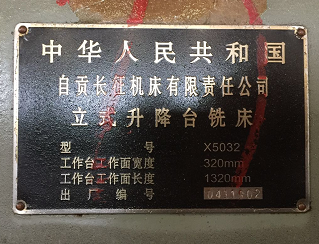 中华人民共和国
自贡长征机床有限责任公司
立式升降台铣床
型号 X5032
工作台工作面宽度 320mm
工作台工作面长度 1320mm
出厂编号